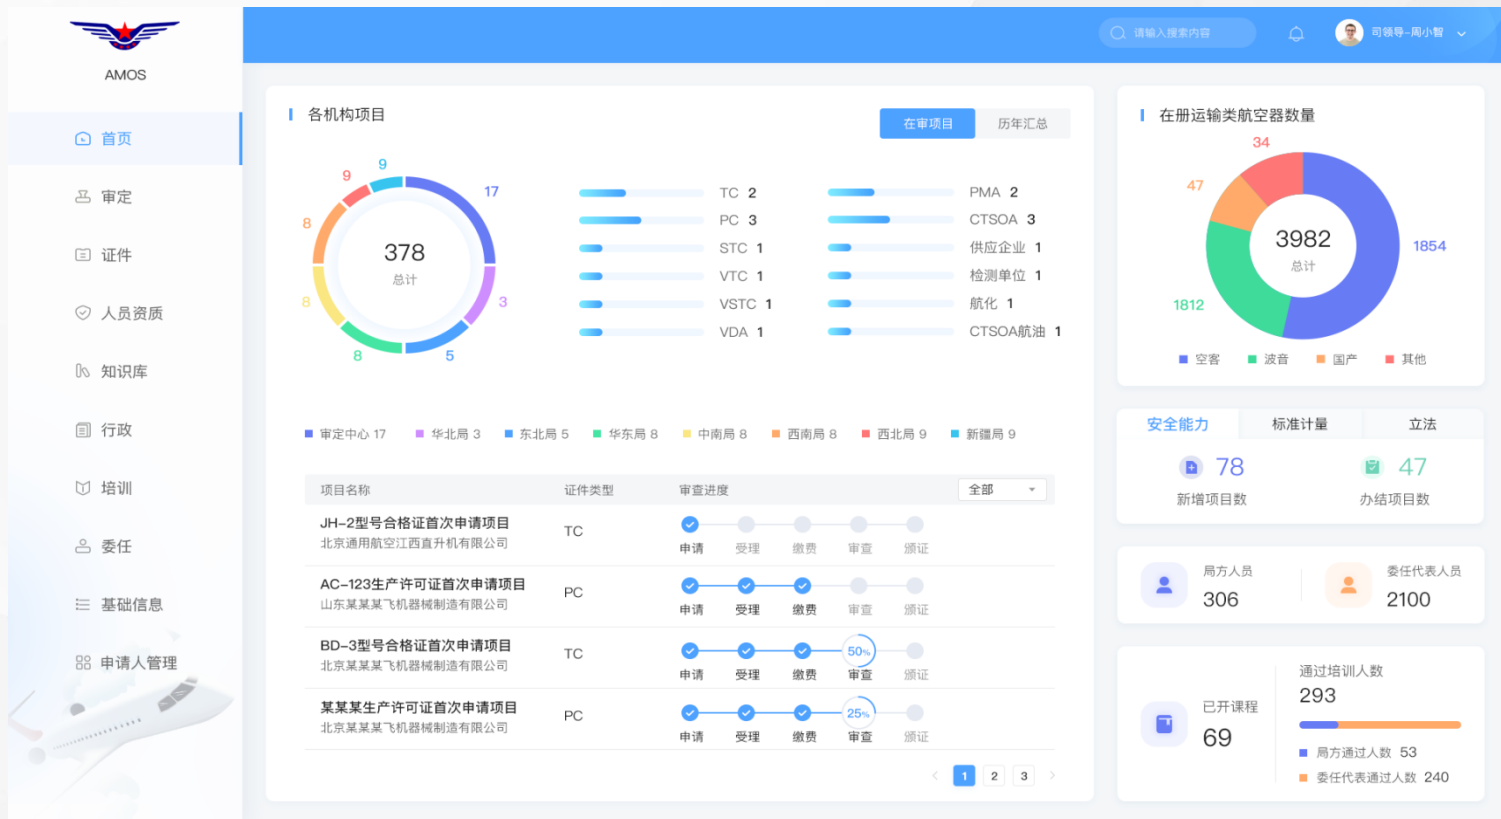 AMOS
首页
审定
证件
人员资质
知识库
行政
培训
委任
基础信息
申请人管理
请输入搜索内容
司领导-周小智
各机构项目
在审项目
历年汇总
9
9
17
8
378
总计
8
3
8
5
TC 2
PC 3
STC 1
VTC 1
VSTC 1
VDA 1
PMA 2
CTSOA 3
供应企业 1
检测单位 1
航化 1
CTSOA航油 1
审定中心 17 华北局 3 东北局 5 华东局 8 中南局 8 西南局 8 西北局 9 新疆局 9
项目名称 证件类型 审查进度 全部
JH-2型号合格证首次申请项目
北京通用航空江西直升机有限公司
TC
申请 受理 缴费 审查 颁证
AC-123生产许可证首次申请项目
山东某某某飞机器械制造有限公司
PC
申请 受理 缴费 审查 颁证
BD-3型号合格证首次申请项目
北京某某某飞机器械制造有限公司
TC
50%
申请 受理 缴费 审查 颁证
某某某生产许可证首次申请项目
北京某某某飞机器械制造有限公司
PC
25%
申请 受理 缴费 审查 颁证
< 1 2 3 >
在册运输类航空器数量
34
47
3982
总计
1854
1812
空客 波音 国产 其他
安全能力 标准计量 立法
78
新增项目数
47
办结项目数
局方人员
306
委任代表人员
2100
已开课程
69
通过培训人数
293
局方通过人数 53
委任代表通过人数 240